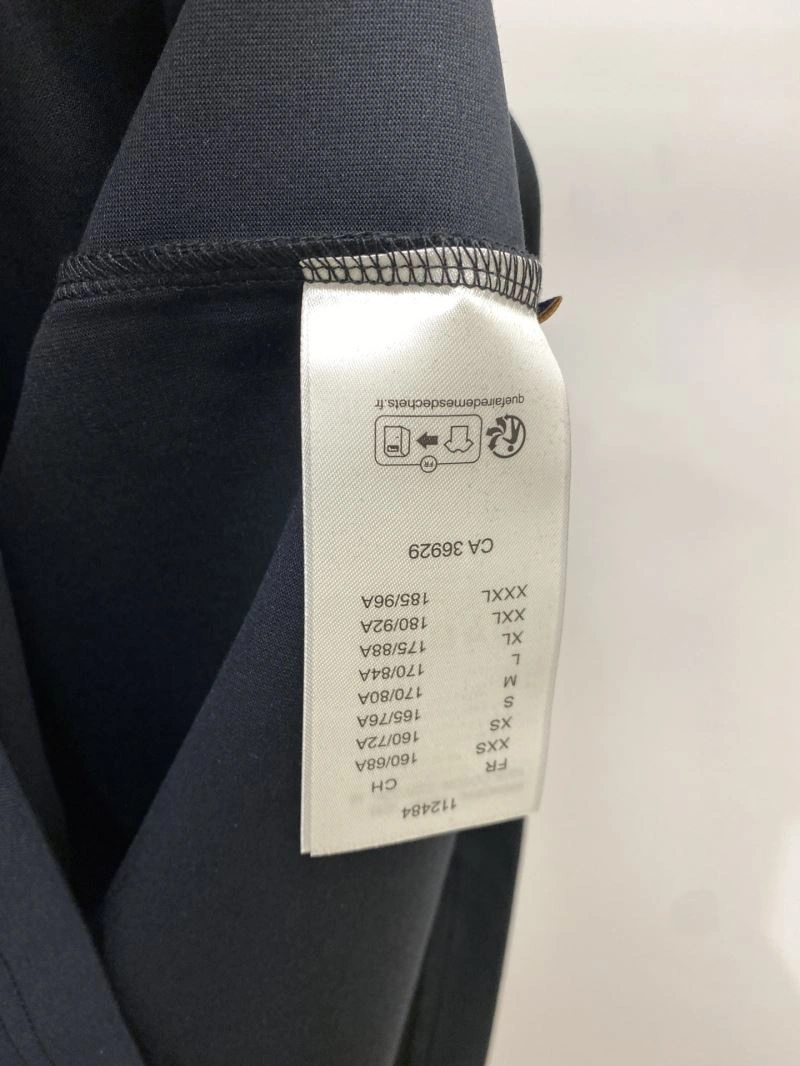 112484
FR CH
XXS 160/68A
XS 160/72A
S 165/76A
M 170/80A
L 170/84A
XL 175/88A
XXL 180/92A
XXXL 185/96A
CA 36929
FR
quefairedemesdechets.fr